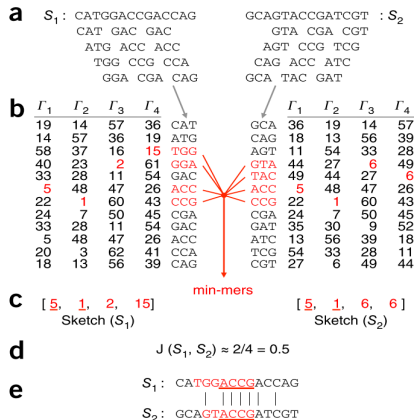 a
S1: CATGGACCGACCAG GCAGTACCGATCGT :S2
CAT GAC GAC GTA CGA CGT
ATG ACC ACC AGT CCG TCG
TGG CCG CCA CAG ACC ATC
GGA CGA CAG GCA TAC GAT
b
Γ1 Γ2 Γ3 Γ4 Γ1 Γ2 Γ3 Γ4
19 14 57 36 CAT GCA 36 19 14 57
14 57 36 19 ATG CAG 18 13 56 39
58 37 16 15 TGG AGT 11 54 33 28
40 23 2 61 GGA GTA 44 27 6 49
33 28 11 54 GAC TAC 49 44 27 6
5 48 47 26 ACC ACC 5 48 47 26
22 1 60 43 CCG CCG 22 1 60 43
24 7 50 45 CGA CGA 24 7 50 45
33 28 11 54 GAC GAT 35 30 9 52
5 48 47 26 ACC ATC 13 56 39 18
20 3 62 41 CCA TCG 54 33 28 11
18 13 56 39 CAG CGT 27 6 49 44
min-mers
c
[ 5, 1, 2, 15] [ 5, 1, 6, 6]
Sketch (S1) Sketch (S2)
d
J (S1, S2) ≈ 2/4 = 0.5
e
S1: CATGGACCGACCAG
S2: GCAGTACCGATCGT